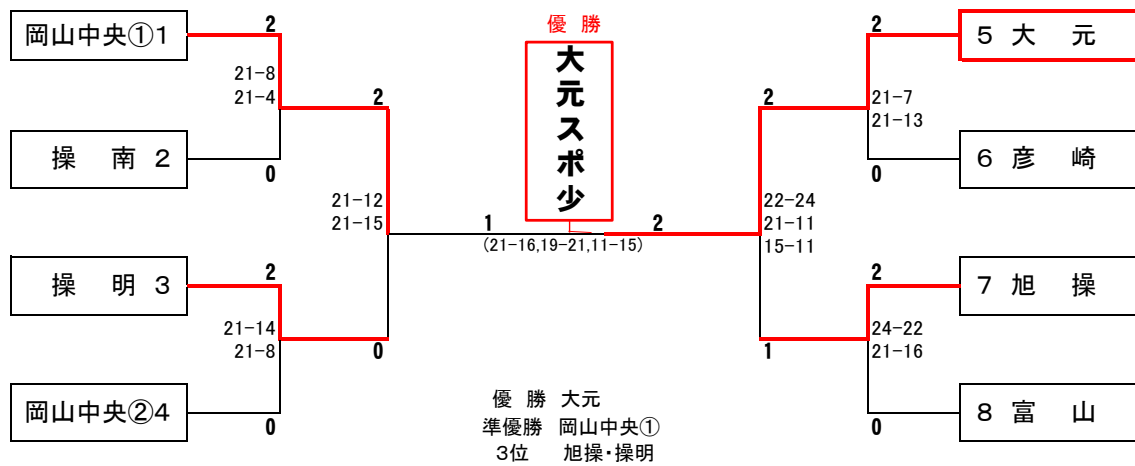 優 勝
大元スポ少
岡山中央①1
2
21-8
21-4
操 南 2
0
2
21-12
21-15
操 明 3
2
21-14
21-8
0
岡山中央②4
0
1
2
(21-16,19-21,11-15)
2
5 大 元
21-7
21-13
6 彦 崎
0
2
22-24
21-11
15-11
2
7 旭 操
24-22
21-16
1
8 富 山
0
優 勝 大元
準優勝 岡山中央①
3位 旭操・操明